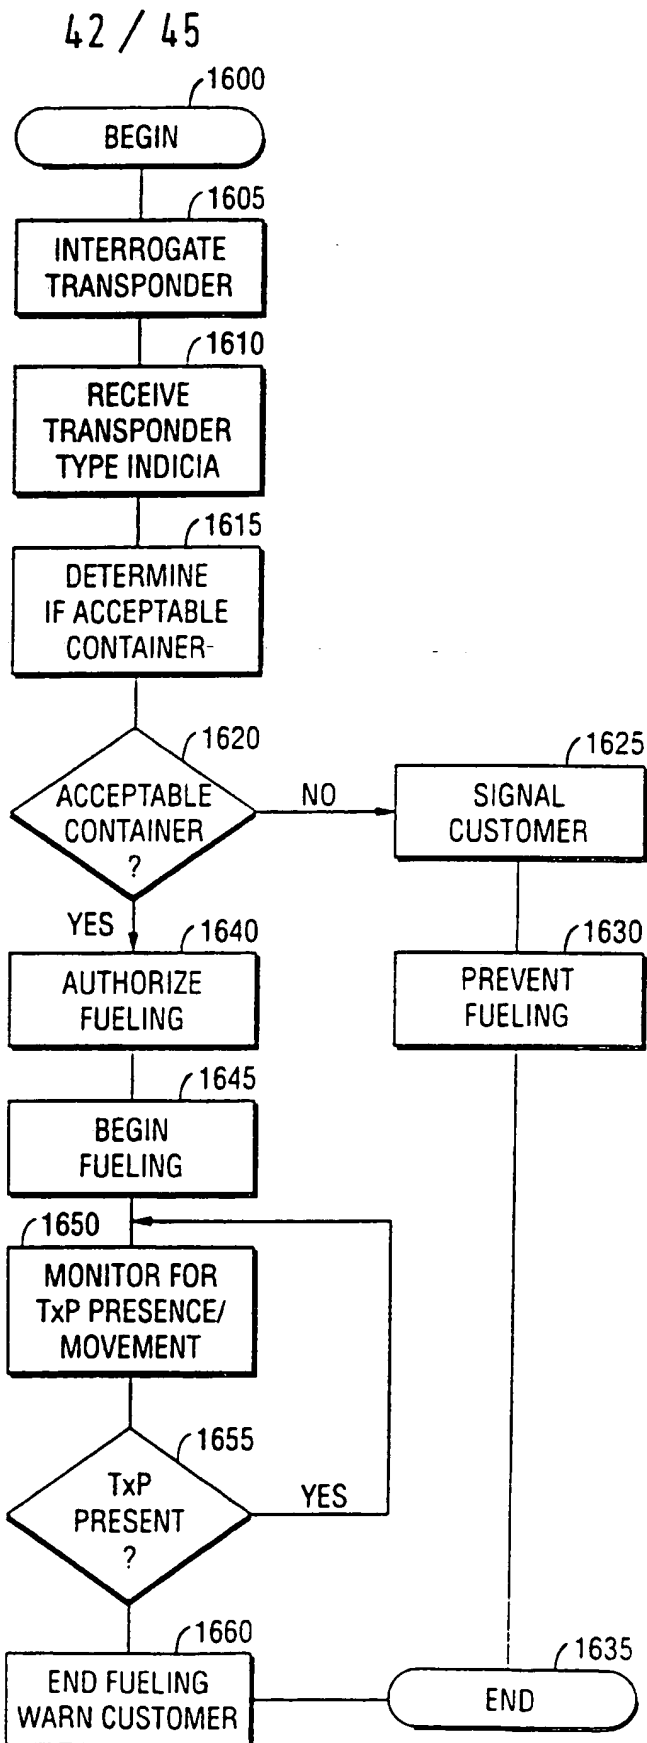 42 / 45
1600
BEGIN
1605
INTERROGATE
TRANSPONDER
1610
RECEIVE
TRANSPONDER
TYPE INDICIA
1615
DETERMINE
IF ACCEPTABLE
CONTAINER
1620
ACCEPTABLE
CONTAINER
?
NO
1625
SIGNAL
CUSTOMER
YES
1640
AUTHORIZE
FUELING
1630
PREVENT
FUELING
1645
BEGIN
FUELING
1650
MONITOR FOR
TxP PRESENCE/
MOVEMENT
1655
TxP
PRESENT
?
YES
1660
END FUELING
WARN CUSTOMER
1635
END